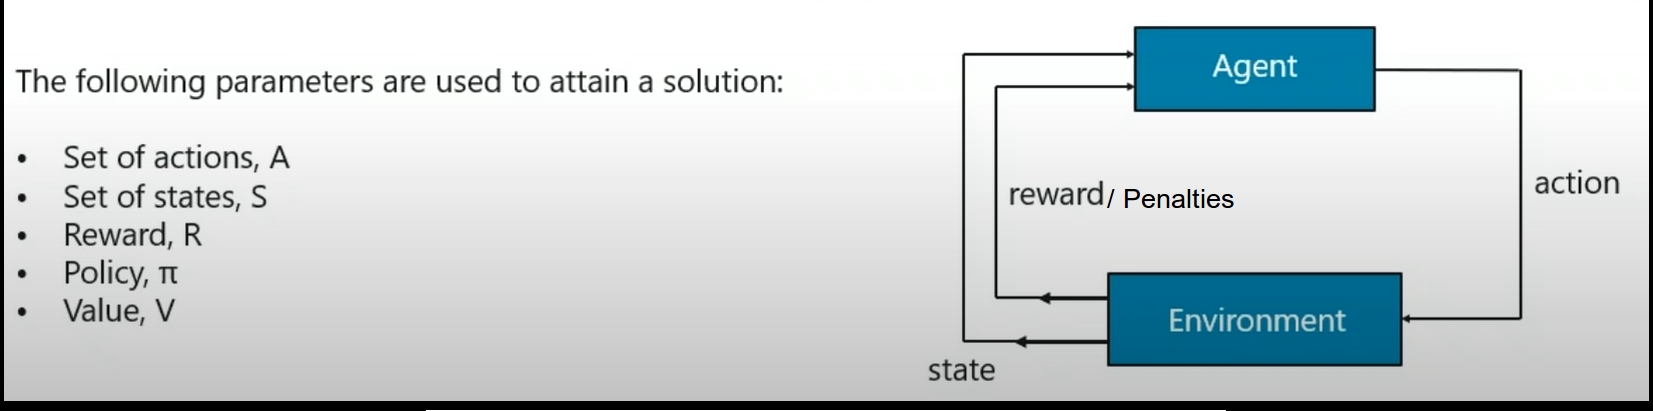 The following parameters are used to attain a solution:
• Set of actions, A
• Set of states, S
• Reward, R
• Policy, π
• Value, V
Agent
reward/ Penalties
action
Environment
state